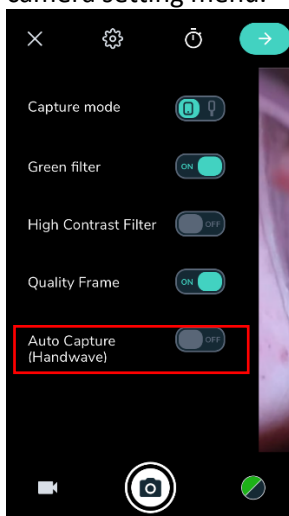 camera setting menu.
Capture mode
Green filter
ON
High Contrast Filter
OFF
Quality Frame
ON
Auto Capture
(Handwave)
OFF